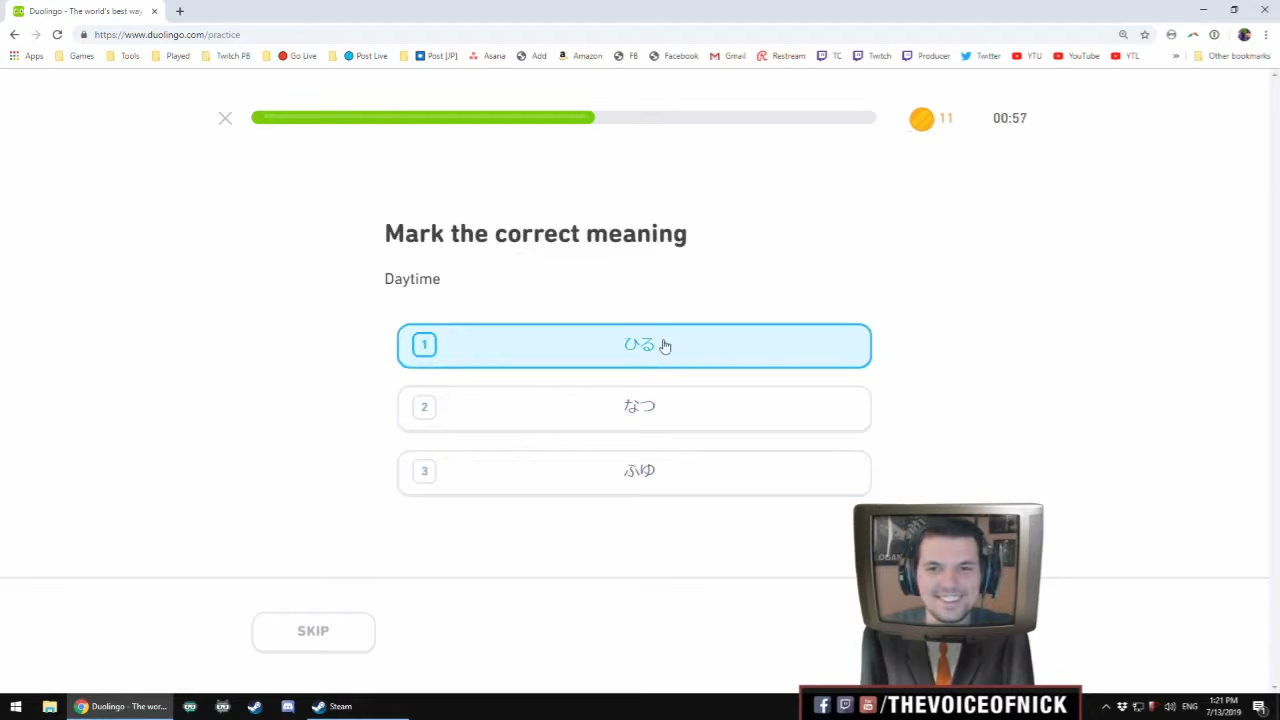 Duolingo - The world's best wa
https://www.duolingo.com/practice
Apps Games Tools Played Twitch PB Go Live Post Live Post [JP] Asana Add Amazon FB Facebook Gmail Restream TC Twitch Producer Twitter YTU YouTube YTL » Other bookmarks
11 00:57
Mark the correct meaning
Daytime
1 ひる
2 なつ
3 ふゆ
SKIP
/THEVOICEOFNICK
Duolingo - The wor... Steam ENG 1:21 PM
7/13/2019